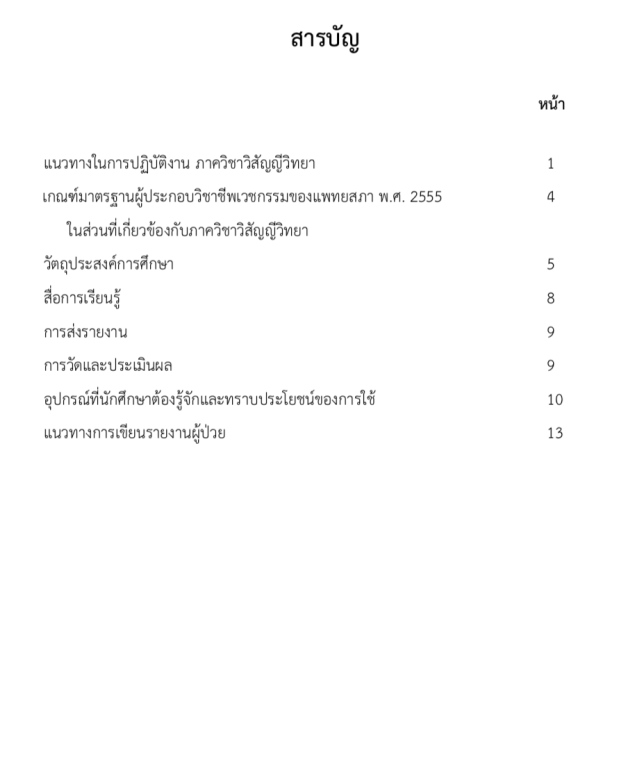 สารบัญ
หน้า
แนวทางในการปฏิบัติงาน ภาควิชาวิสัญญีวิทยา 1
เกณฑ์มาตรฐานผู้ประกอบวิชาชีพเวชกรรมของแพทยสภา พ.ศ. 2555 4
ในส่วนที่เกี่ยวข้องกับภาควิชาวิสัญญีวิทยา
วัตถุประสงค์การศึกษา 5
สื่อการเรียนรู้ 8
การส่งรายงาน 9
การวัดและประเมินผล 9
อุปกรณ์ที่นักศึกษาต้องรู้จักและทราบประโยชน์ของการใช้ 10
แนวทางการเขียนรายงานผู้ป่วย 13